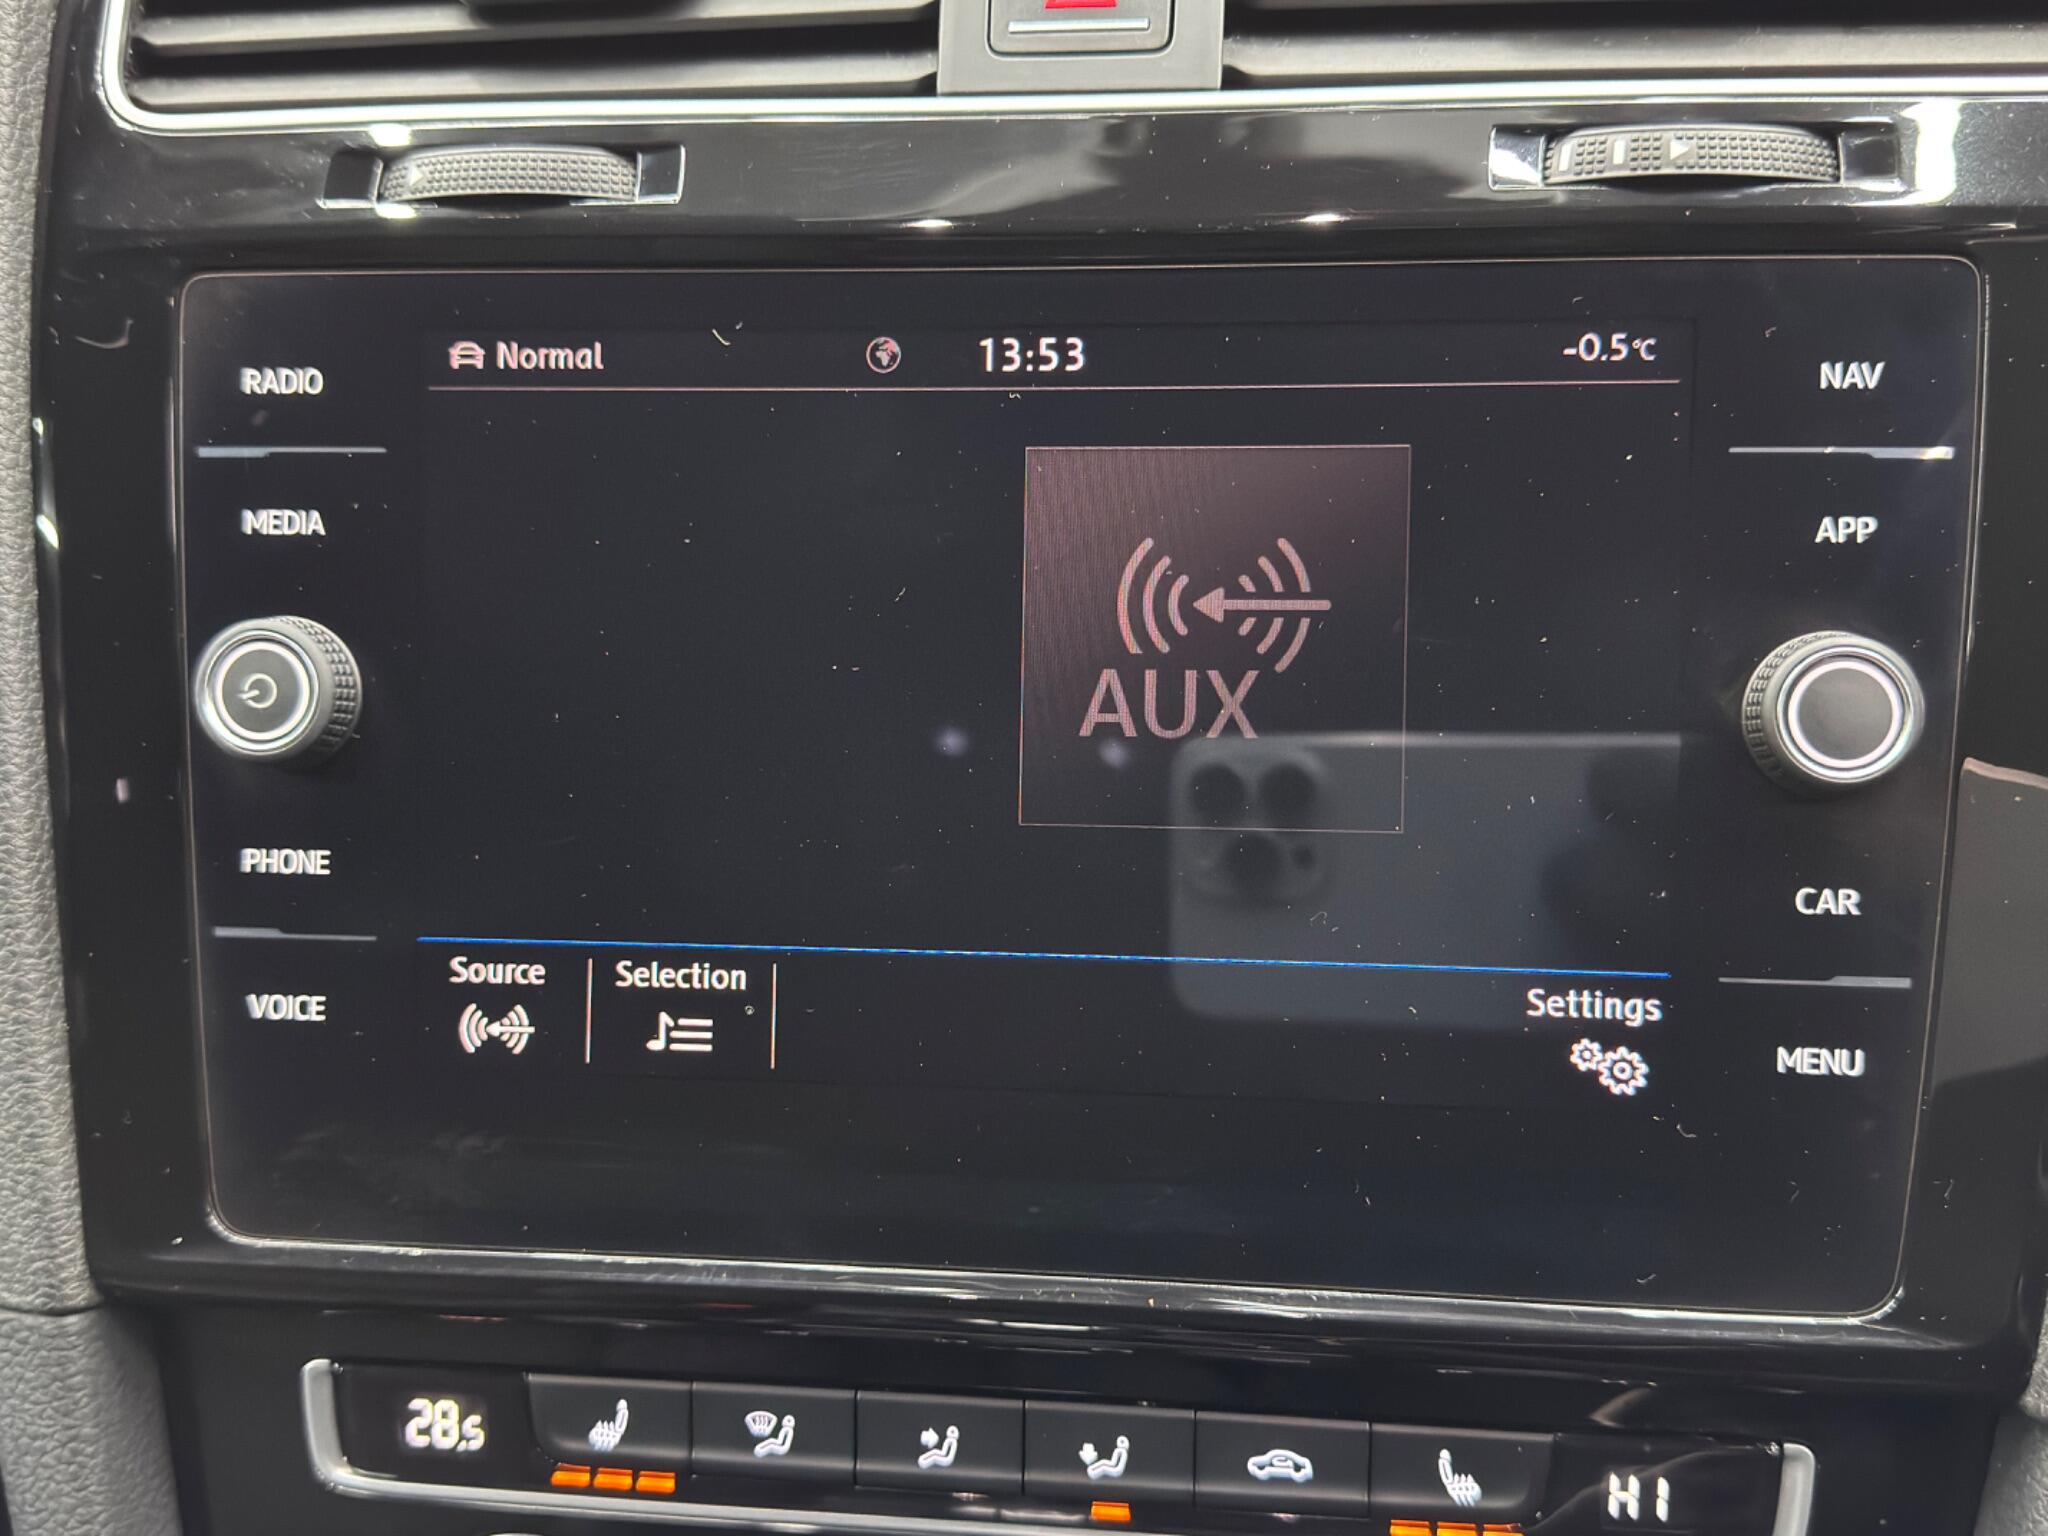 Normal 13:53 -0.5°C
RADIO
NAV
MEDIA
APP
AUX
PHONE
CAR
Source Selection
VOICE
Settings
MENU
28.5
HI